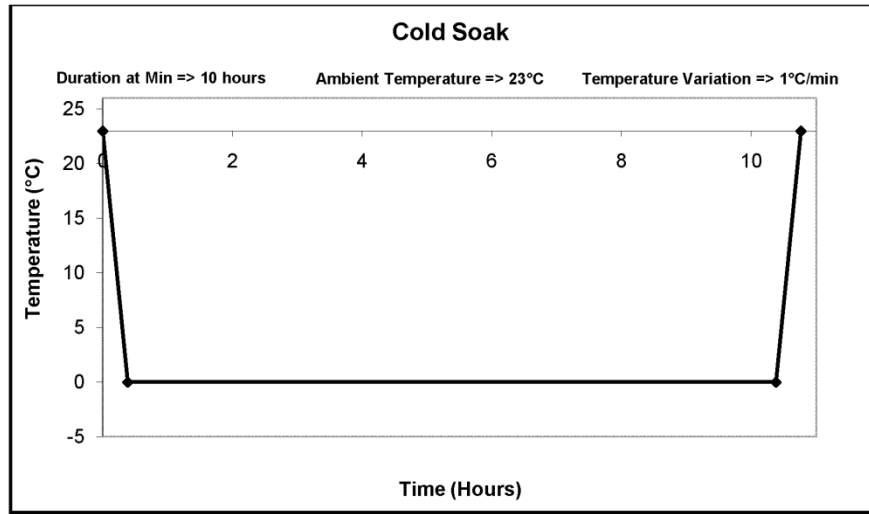 Cold Soak
Duration at Min => 10 hours Ambient Temperature => 23°C Temperature Variation => 1°C/min
25
20
15
10
5
0
-5
0 2 4 6 8 10
Temperature (°C)
Time (Hours)